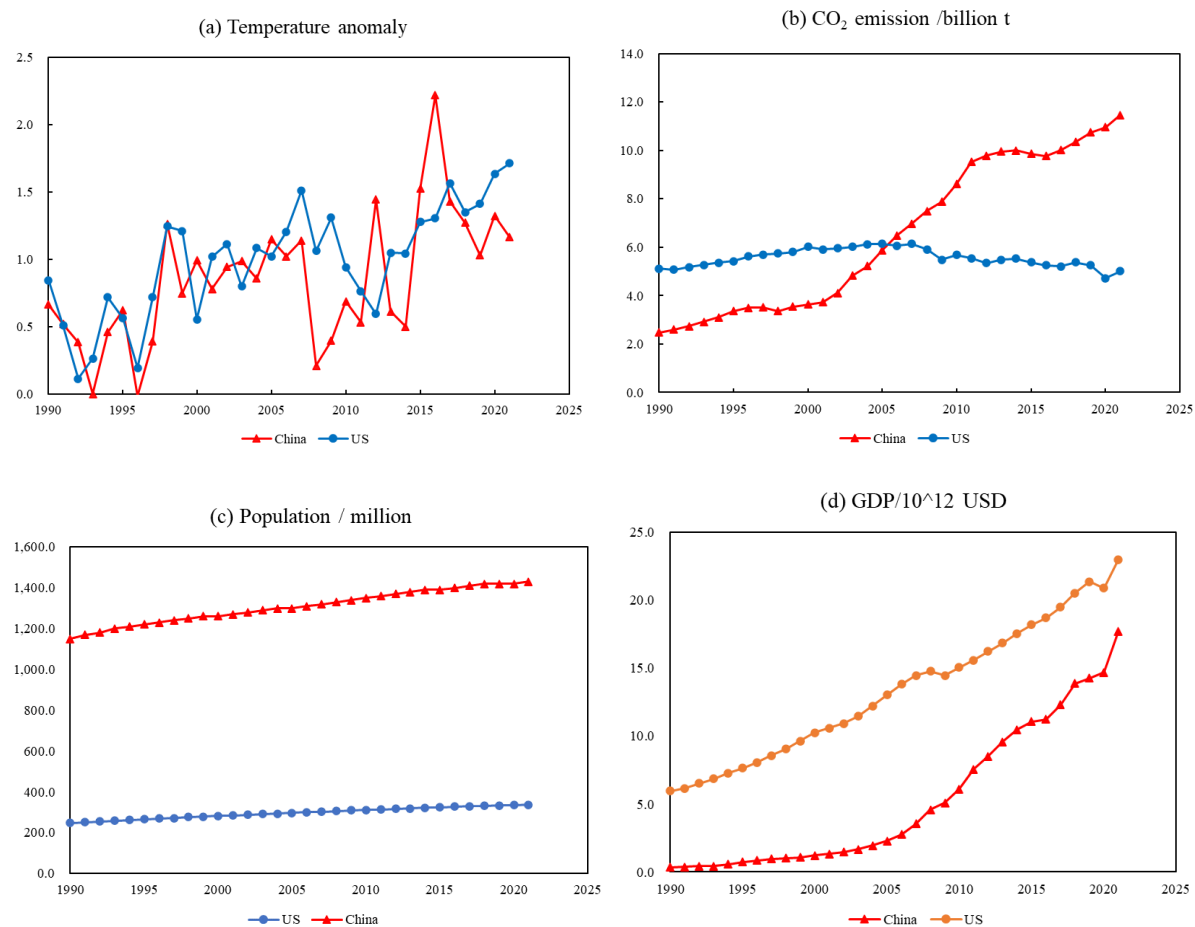 (a) Temperature anomaly
2.5
2.0
1.5
1.0
0.5
0.0
1990 1995 2000 2005 2010 2015 2020 2025
China US
(b) CO₂ emission /billion t
14.0
12.0
10.0
8.0
6.0
4.0
2.0
0.0
1990 1995 2000 2005 2010 2015 2020 2025
China US
(c) Population / million
1,600.0
1,400.0
1,200.0
1,000.0
800.0
600.0
400.0
200.0
0.0
1990 1995 2000 2005 2010 2015 2020 2025
US China
(d) GDP/10^12 USD
25.0
20.0
15.0
10.0
5.0
0.0
1990 1995 2000 2005 2010 2015 2020 2025
China US